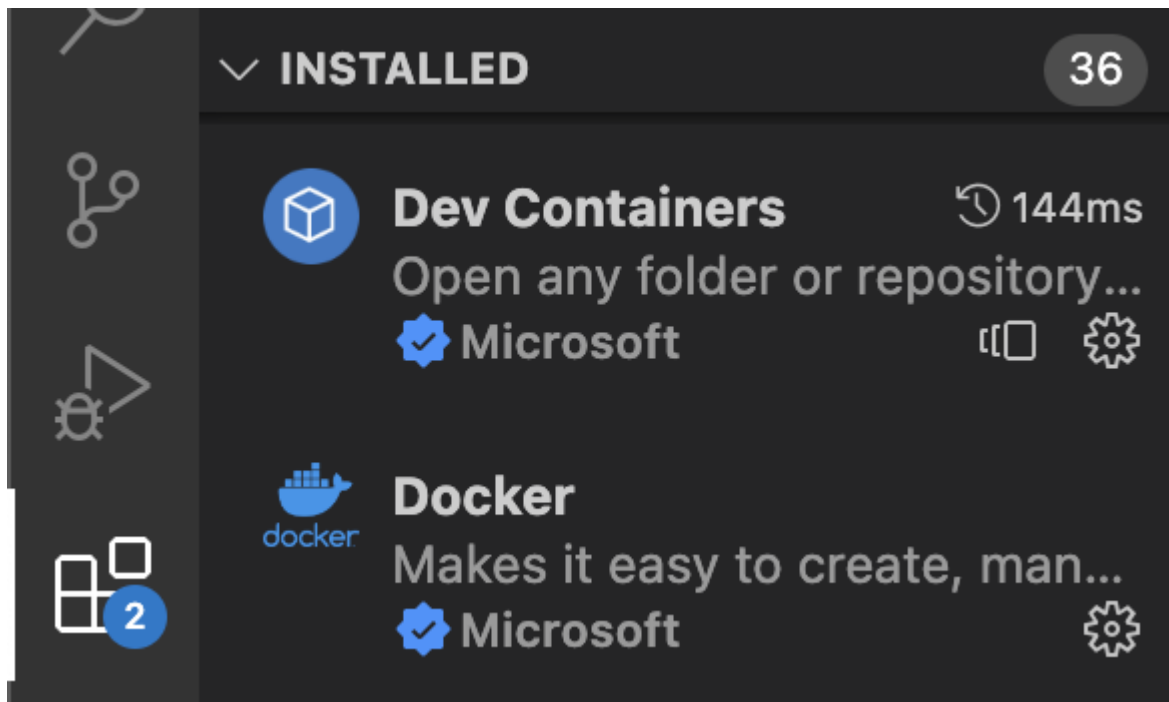 INSTALLED 36
Dev Containers 144ms
Open any folder or repository...
Microsoft
docker
Docker
Makes it easy to create, man...
2
Microsoft